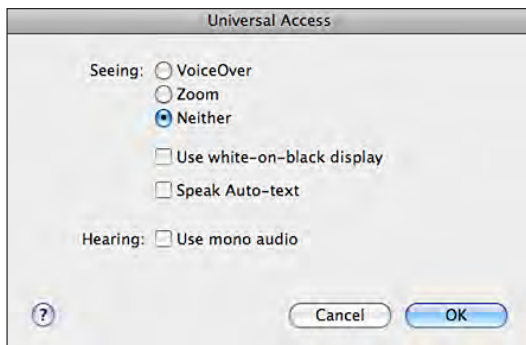 Universal Access
Seeing: VoiceOver
Zoom
Neither
Use white-on-black display
Speak Auto-text
Hearing: Use mono audio
? Cancel OK